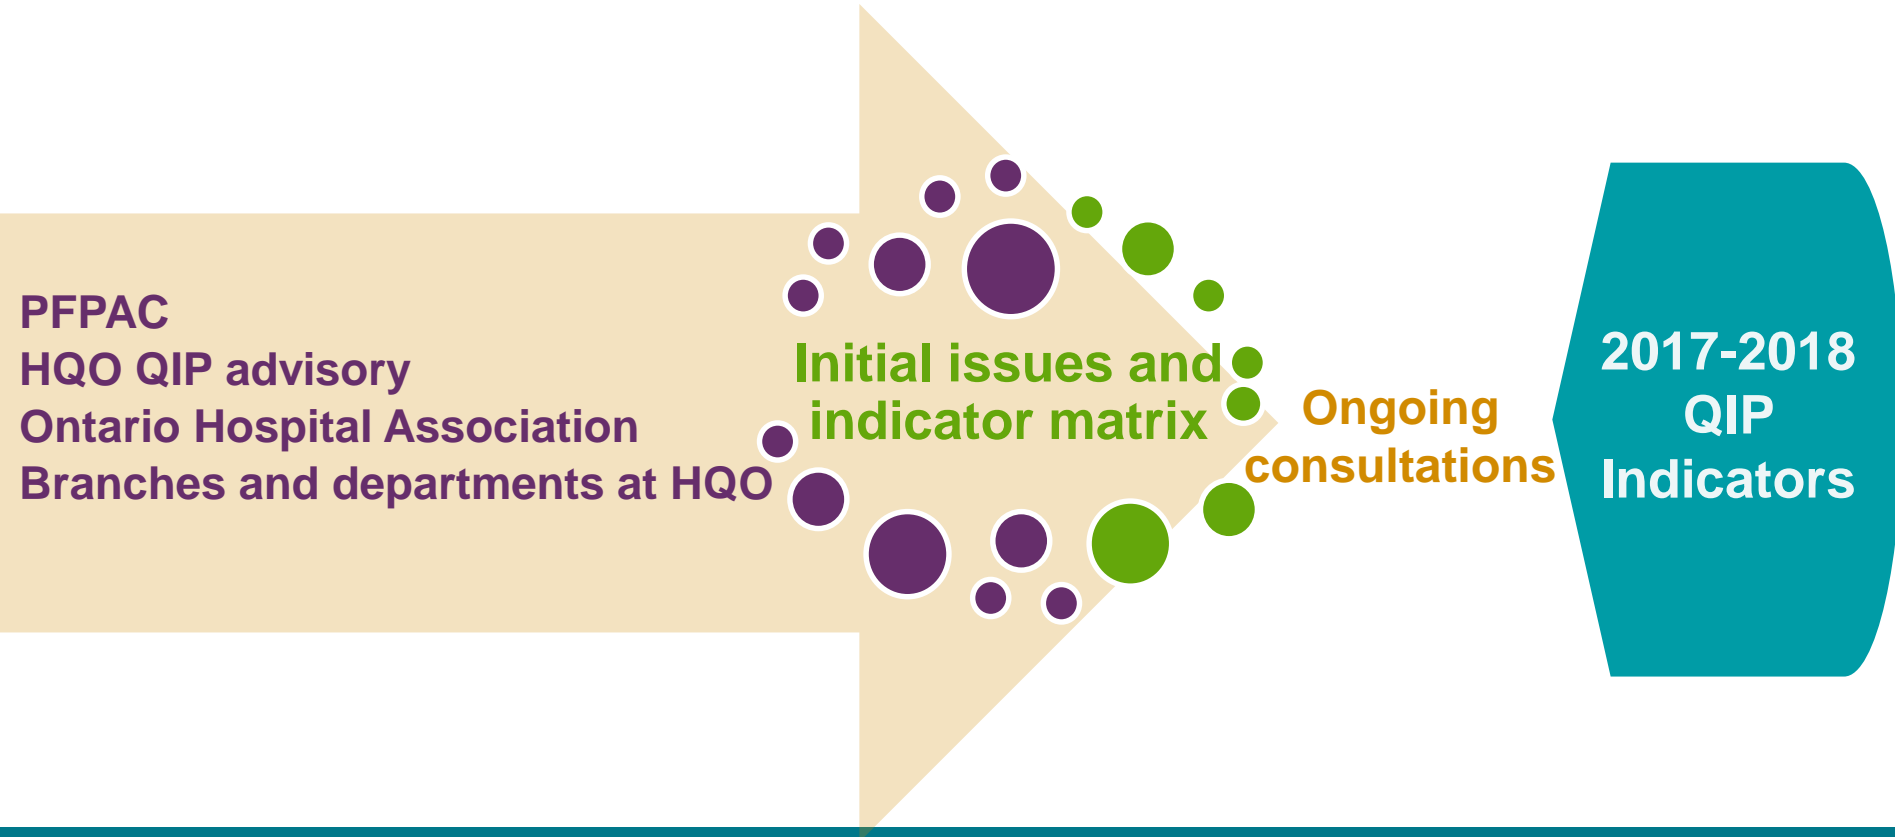 PFPAC
HQO QIP advisory
Ontario Hospital Association
Branches and departments at HQO
Initial issues and
indicator matrix
Ongoing
consultations
2017-2018
QIP
Indicators